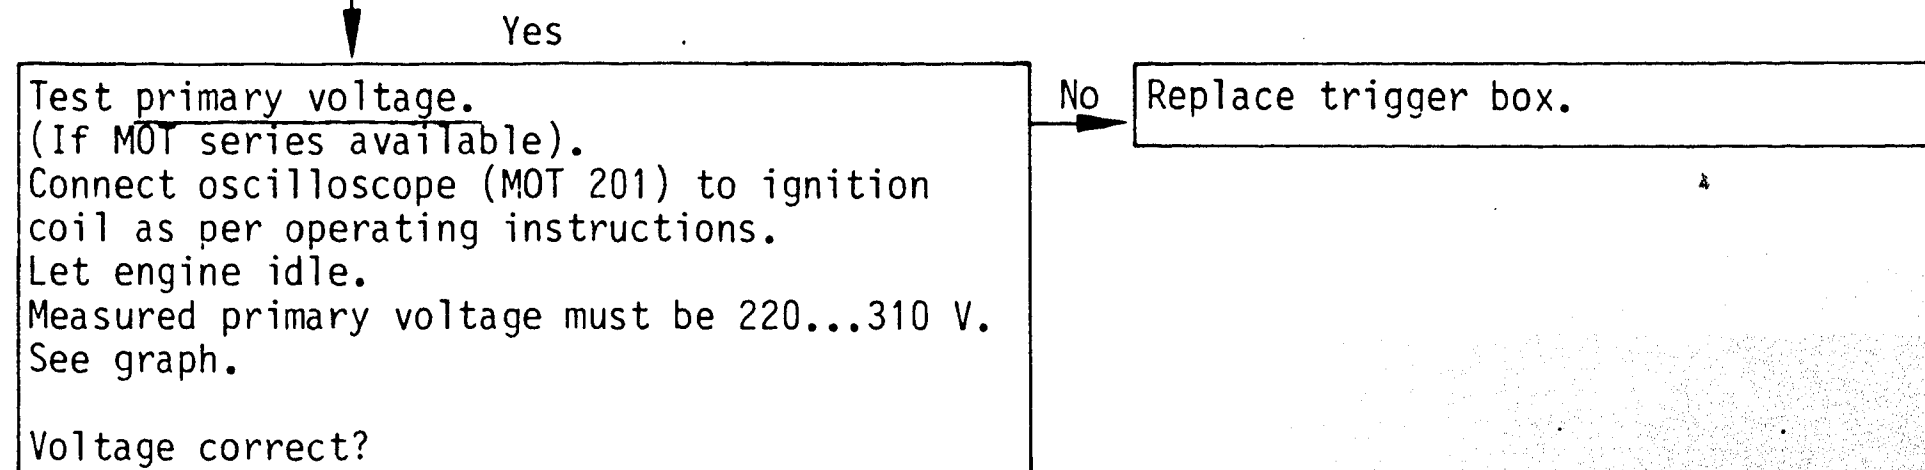 Yes
Test primary voltage.
(If MOT series available).
Connect oscilloscope (MOT 201) to ignition
coil as per operating instructions.
Let engine idle.
Measured primary voltage must be 220...310 V.
See graph.
Voltage correct?
No
Replace trigger box.